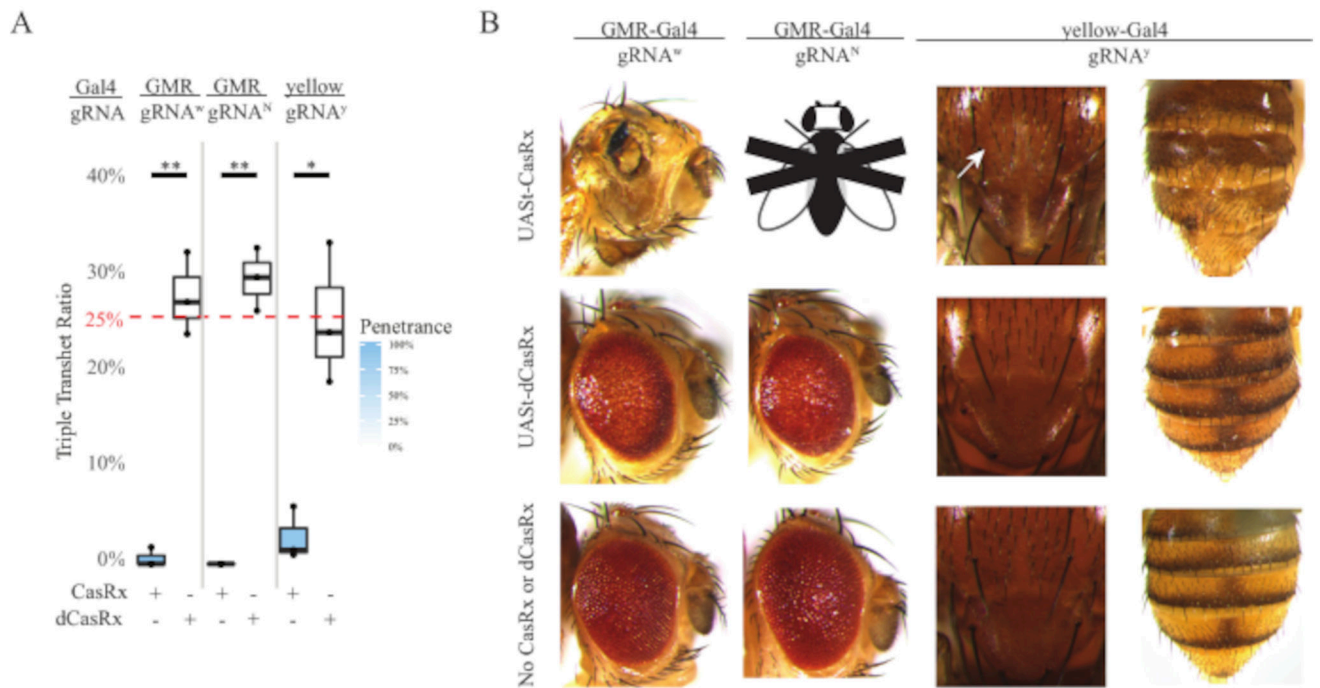 A
Gal4 GMR GMR yellow
gRNA gRNAʷ gRNAᴺ gRNAʸ
** ** *
40%
30%
25%
20%
10%
0%
Triple Transhet Ratio
Penetrance
100%
75%
50%
25%
0%
CasRx + - + - + -
dCasRx - + - + - +
B
GMR-Gal4 GMR-Gal4 yellow-Gal4
gRNAʷ gRNAᴺ gRNAʸ
UASt-CasRx
UASt-dCasRx
No CasRx or dCasRx